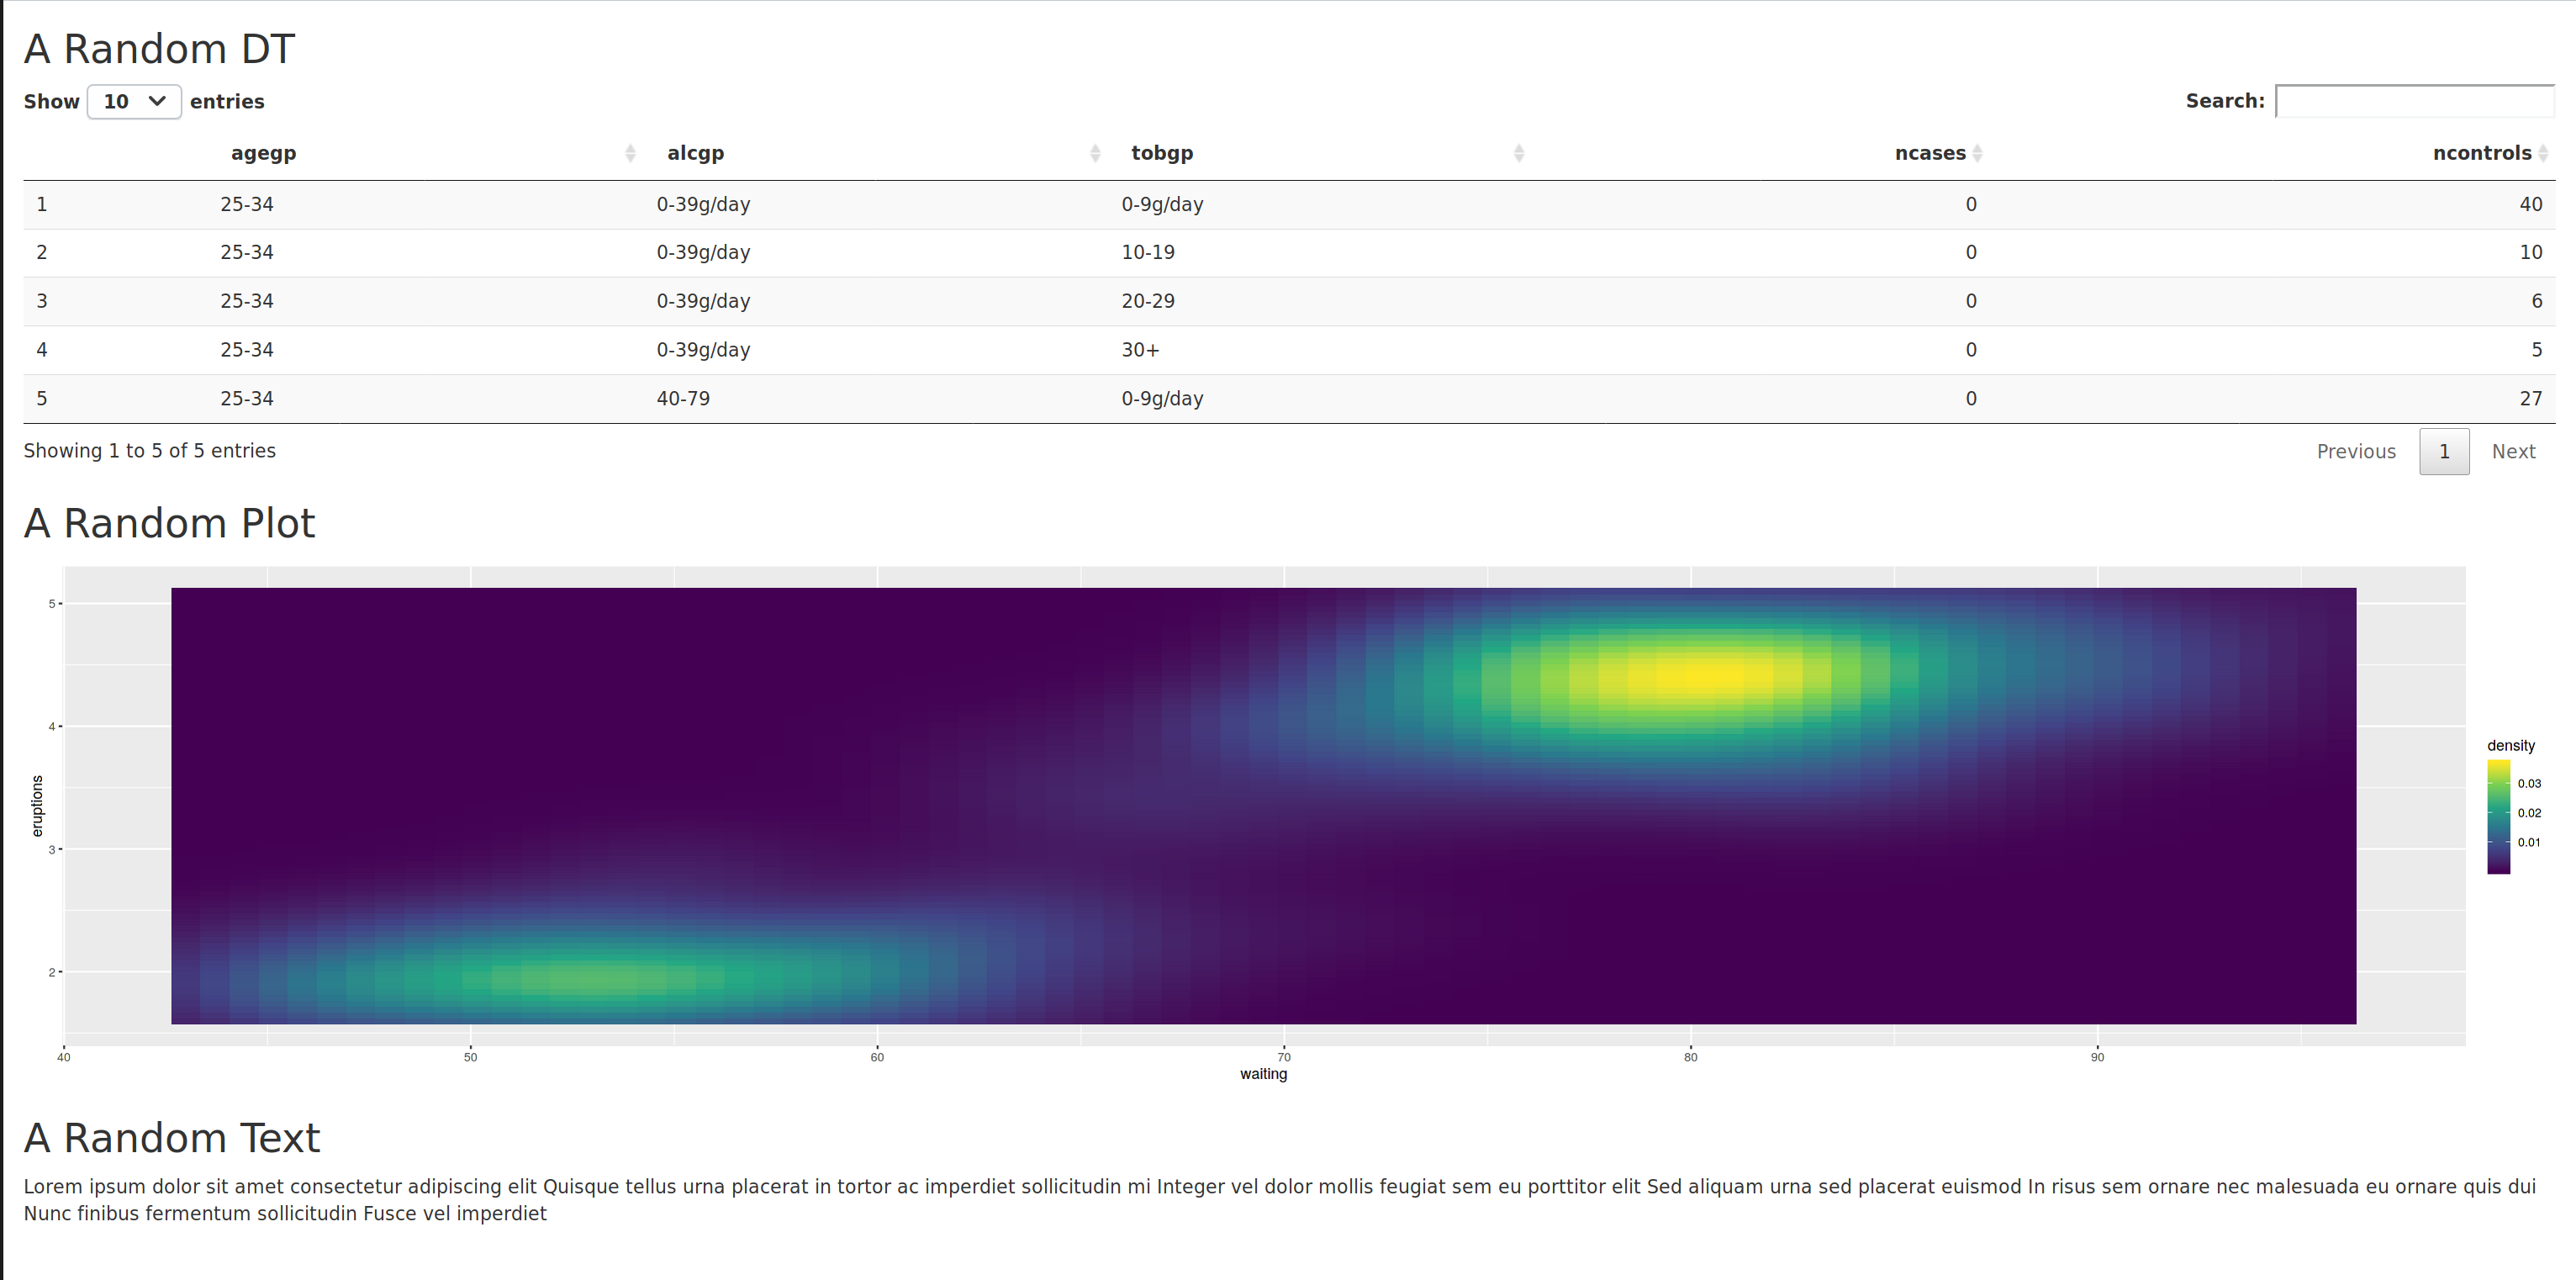 A Random DT
Show 10 entries Search:
agegp alcgp tobgp ncases ncontrols
1 25-34 0-39g/day 0-9g/day 0 40
2 25-34 0-39g/day 10-19 0 10
3 25-34 0-39g/day 20-29 0 6
4 25-34 0-39g/day 30+ 0 5
5 25-34 40-79 0-9g/day 0 27
Showing 1 to 5 of 5 entries Previous 1 Next
A Random Plot
5
4
3
2
eruptions
40 50 60 70 80 90
waiting
density
0.03
0.02
0.01
A Random Text
Lorem ipsum dolor sit amet consectetur adipiscing elit Quisque tellus urna placerat in tortor ac imperdiet sollicitudin mi Integer vel dolor mollis feugiat sem eu porttitor elit Sed aliquam urna sed placerat euismod In risus sem ornare nec malesuada eu ornare quis dui
Nunc finibus fermentum sollicitudin Fusce vel imperdiet